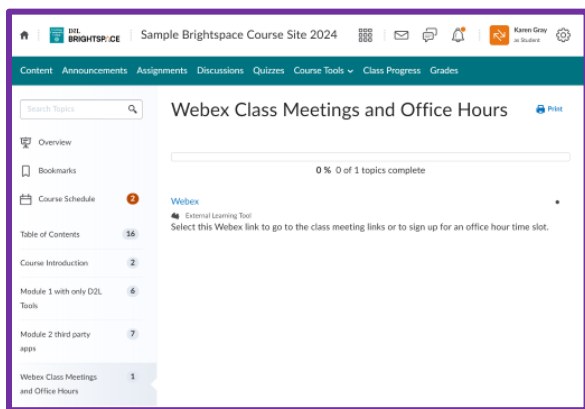 D2L
BRIGHTSPACE
Sample Brightspace Course Site 2024
Karen Gray
as Student
Content Announcements Assignments Discussions Quizzes Course Tools Class Progress Grades
Search Topics
Webex Class Meetings and Office Hours
Print
Overview
0 % 0 of 1 topics complete
Bookmarks
Course Schedule 2
Webex
External Learning Tool
Select this Webex link to go to the class meeting links or to sign up for an office hour time slot.
Table of Contents 16
Course Introduction 2
Module 1 with only D2L 6
Tools
Module 2 third party 7
apps
Webex Class Meetings 1
and Office Hours